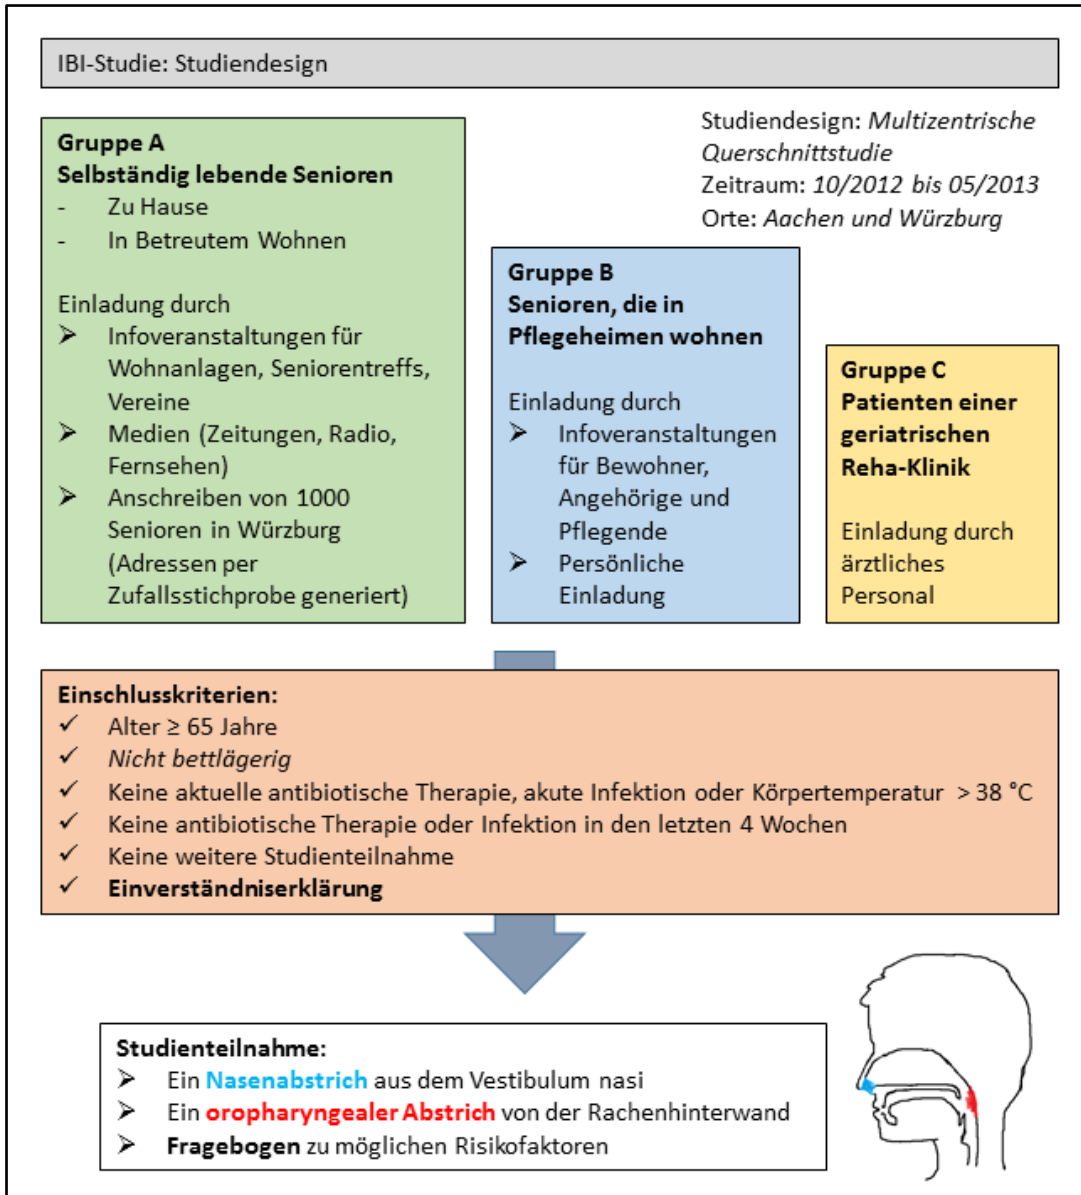 IBI-Studie: Studiendesign
Gruppe A
Selbständig lebende Senioren
- Zu Hause
- In Betreutem Wohnen
Einladung durch
➢ Infoveranstaltungen für
Wohnanlagen, Seniorentreffs,
Vereine
➢ Medien (Zeitungen, Radio,
Fernsehen)
➢ Anschreiben von 1000
Senioren in Würzburg
(Adressen per
Zufallsstichprobe generiert)
Studiendesign: Multizentrische
Querschnittstudie
Zeitraum: 10/2012 bis 05/2013
Orte: Aachen und Würzburg
Gruppe B
Senioren, die in
Pflegeheimen wohnen
Einladung durch
➢ Infoveranstaltungen
für Bewohner,
Angehörige und
Pflegende
➢ Persönliche
Einladung
Gruppe C
Patienten einer
geriatrischen
Reha-Klinik
Einladung durch
ärztliches
Personal
Einschlusskriterien:
✓ Alter ≥ 65 Jahre
✓ Nicht bettlägerig
✓ Keine aktuelle antibiotische Therapie, akute Infektion oder Körpertemperatur > 38 °C
✓ Keine antibiotische Therapie oder Infektion in den letzten 4 Wochen
✓ Keine weitere Studienteilnahme
✓ Einverständniserklärung
Studienteilnahme:
➢ Ein Nasenabstrich aus dem Vestibulum nasi
➢ Ein oropharyngealer Abstrich von der Rachenhinterwand
➢ Fragebogen zu möglichen Risikofaktoren